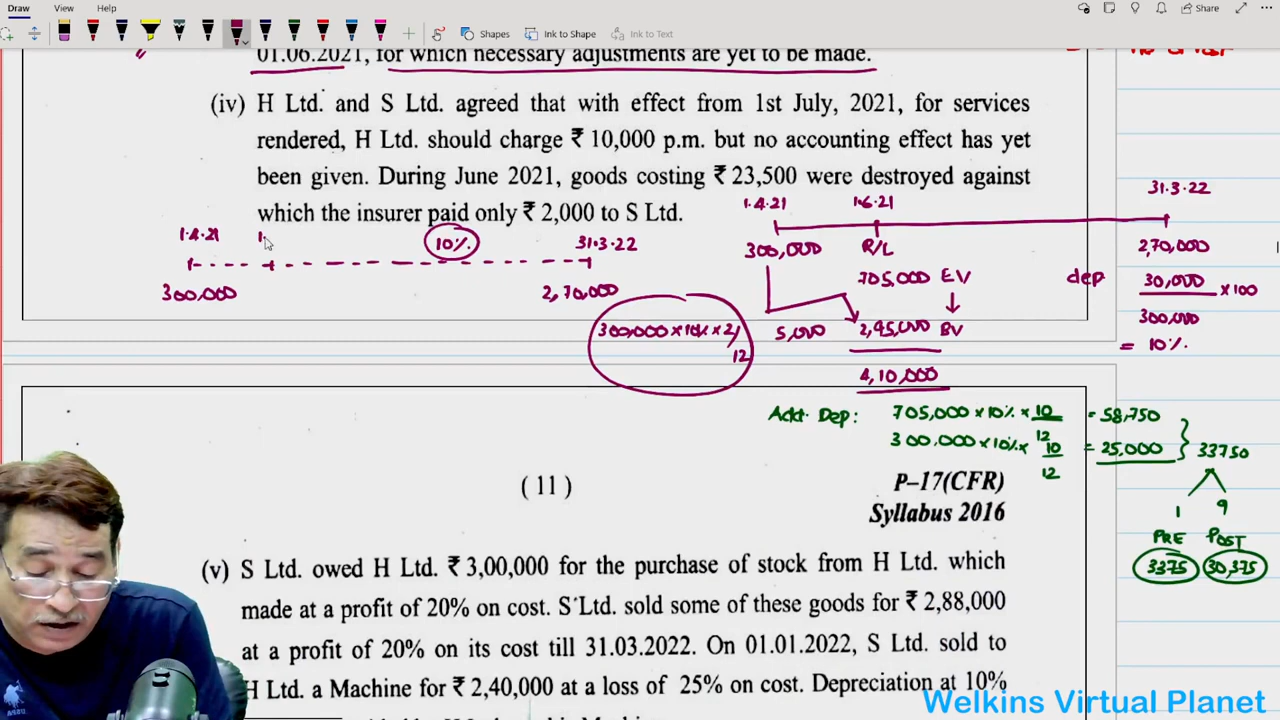 Draw View Help
Shapes Ink to Shape Ink to Text Share
01.06.2021, for which necessary adjustments are yet to be made.
(iv) H Ltd. and S Ltd. agreed that with effect from 1st July, 2021, for services
rendered, H Ltd. should charge ₹ 10,000 p.m. but no accounting effect has yet
been given. During June 2021, goods costing ₹ 23,500 were destroyed against
which the insurer paid only ₹ 2,000 to S Ltd.
1.4.21 1. 10% 31.3.22
300,000 2,70,000
1.4.21 1.6.21 31.3.22
300,000 R/L 2,70,000
705,000 EV dep 30,000 x100
300,000
300,000 x 10% x 2/12 5,000 2,95,000 BV = 10%
4,10,000
Addt. Dep: 705,000 x 10% x 10/12 = 58,750
300,000 x 10% x 10/12 = 25,000 } 33750
1 9
PRE POST
3375 30,375
( 11 ) P–17(CFR)
Syllabus 2016
(v) S Ltd. owed H Ltd. ₹ 3,00,000 for the purchase of stock from H Ltd. which
made at a profit of 20% on cost. S Ltd. sold some of these goods for ₹ 2,88,000
at a profit of 20% on its cost till 31.03.2022. On 01.01.2022, S Ltd. sold to
H Ltd. a Machine for ₹ 2,40,000 at a loss of 25% on cost. Depreciation at 10%
Welkins Virtual Planet